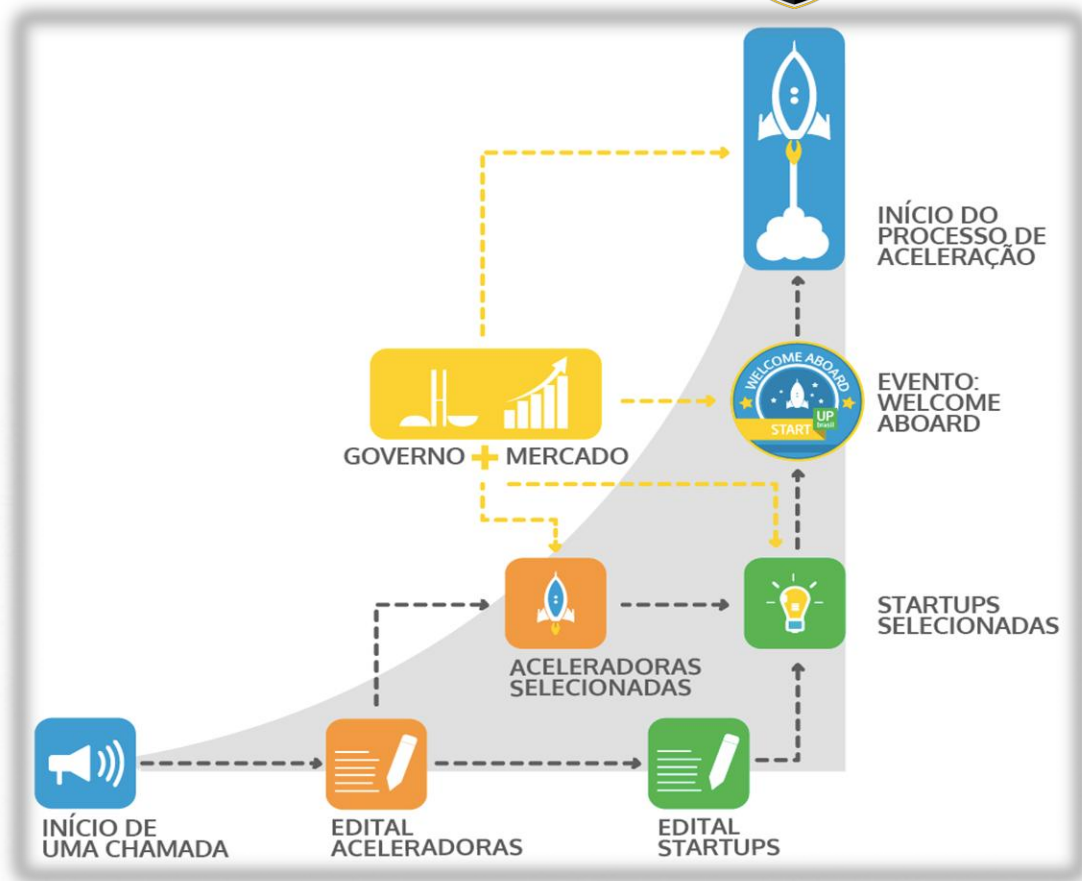 INÍCIO DO
PROCESSO DE
ACELERAÇÃO
WELCOME ABOARD
START UP
brasil
EVENTO:
WELCOME
ABOARD
GOVERNO + MERCADO
STARTUPS
SELECIONADAS
ACELERADORAS
SELECIONADAS
INÍCIO DE
UMA CHAMADA
EDITAL
ACELERADORAS
EDITAL
STARTUPS